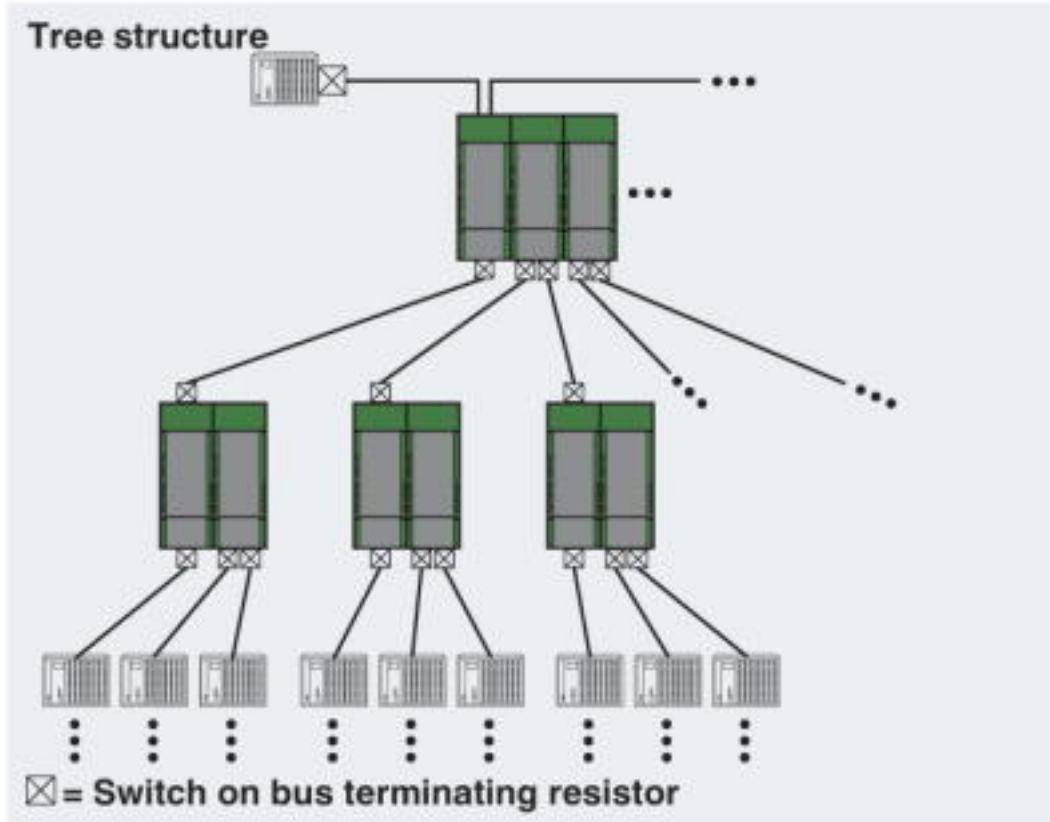 Tree structure
= Switch on bus terminating resistor